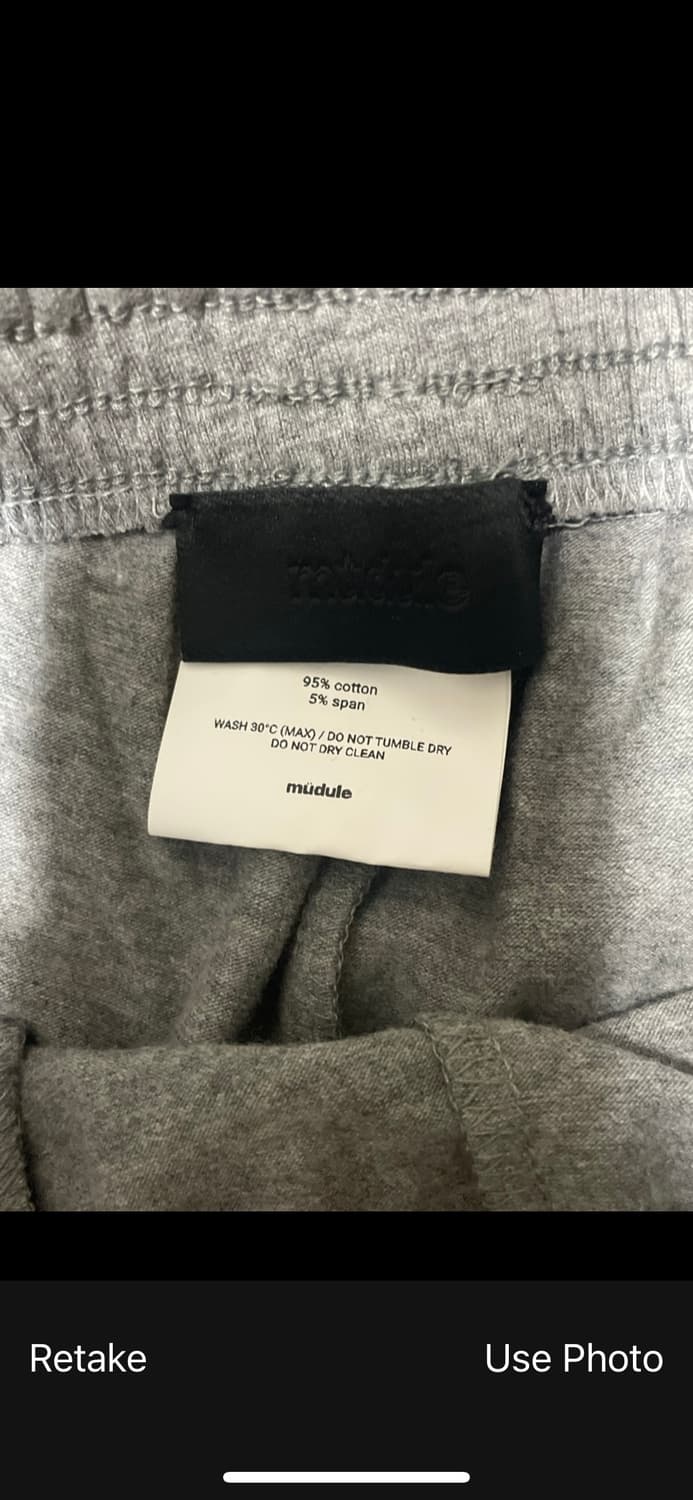 müdule
95% cotton
5% span
WASH 30°C (MAX) / DO NOT TUMBLE DRY
DO NOT DRY CLEAN
müdule
Retake
Use Photo